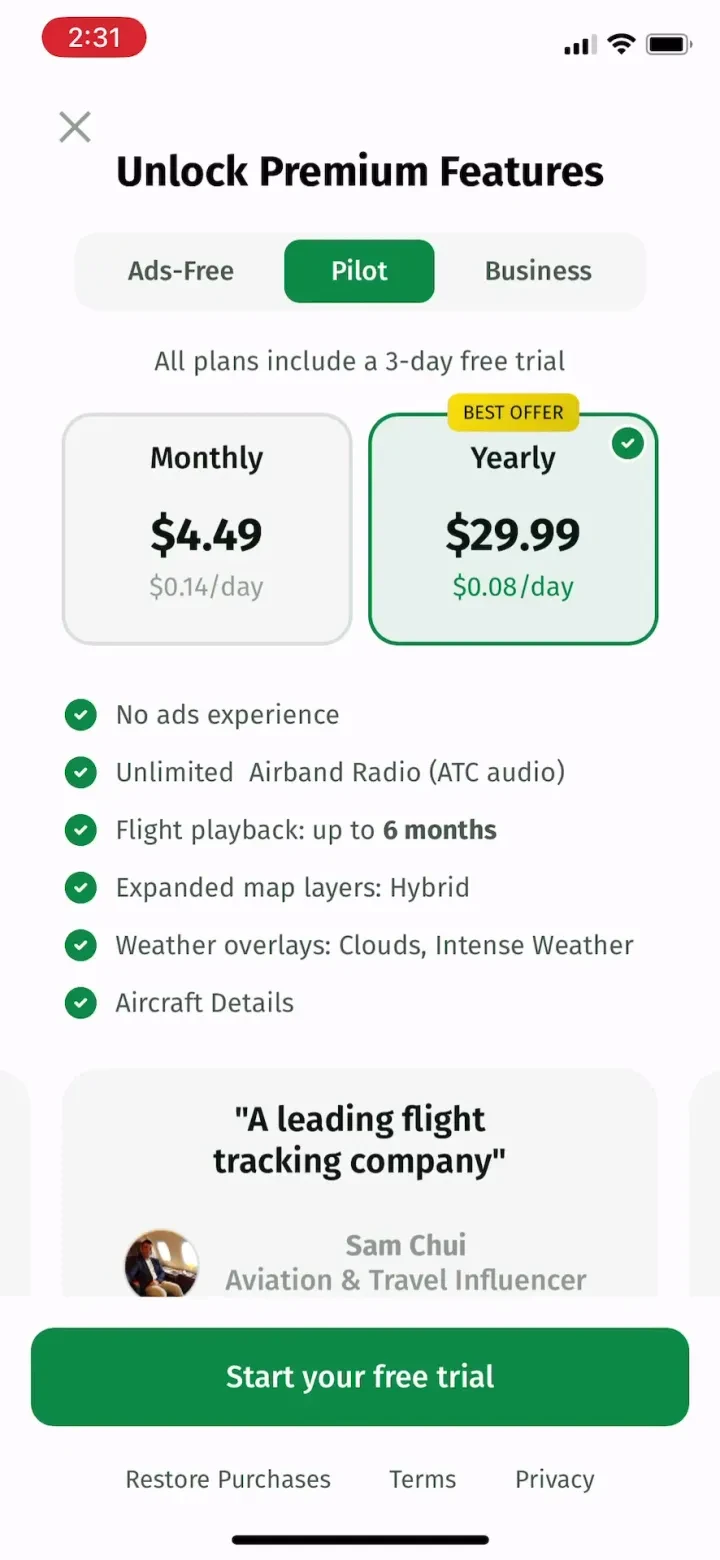 2:31
Unlock Premium Features
Ads-Free Pilot Business
All plans include a 3-day free trial
BEST OFFER
Monthly Yearly
$4.49 $29.99
$0.14/day $0.08/day
No ads experience
Unlimited  Airband Radio (ATC audio)
Flight playback: up to 6 months
Expanded map layers: Hybrid
Weather overlays: Clouds, Intense Weather
Aircraft Details
"A leading flight
tracking company"
Sam Chui
Aviation & Travel Influencer
Start your free trial
Restore Purchases Terms Privacy